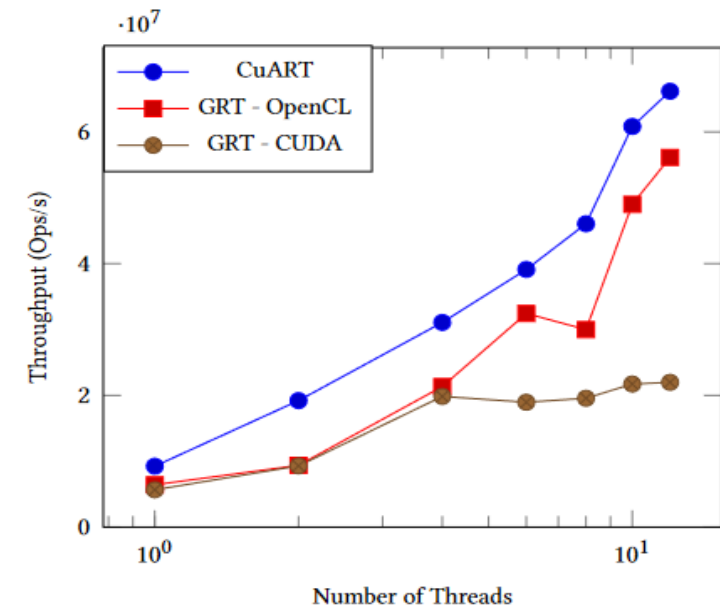 ·10⁷
CuART
GRT - OpenCL
GRT - CUDA
6
4
2
0
Throughput (Ops/s)
10⁰
10¹
Number of Threads